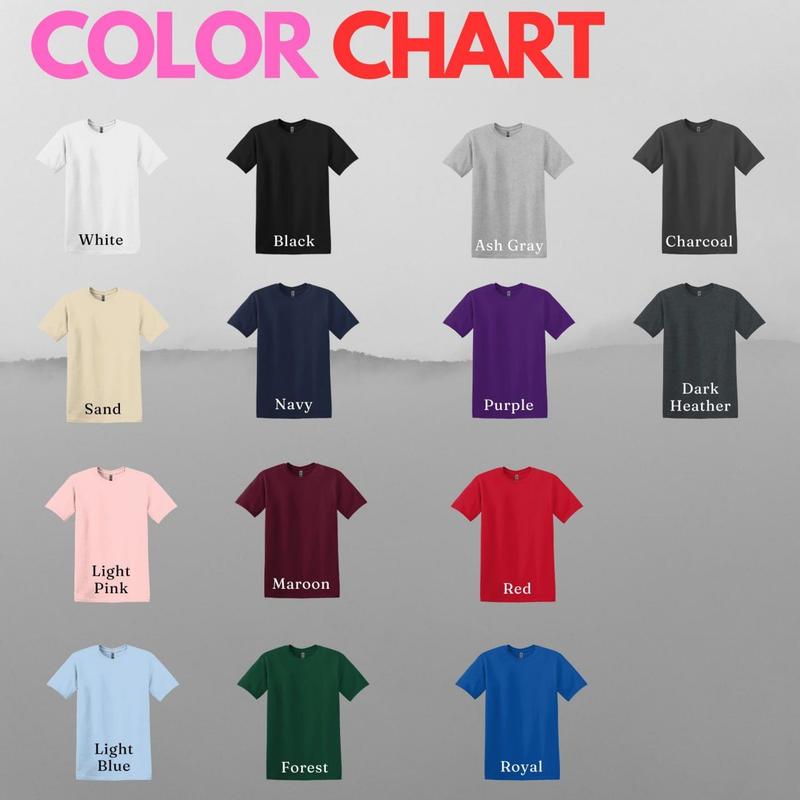 COLOR CHART
White
Black
Ash Gray
Charcoal
Sand
Navy
Purple
Dark
Heather
Light
Pink
Maroon
Red
Light
Blue
Forest
Royal